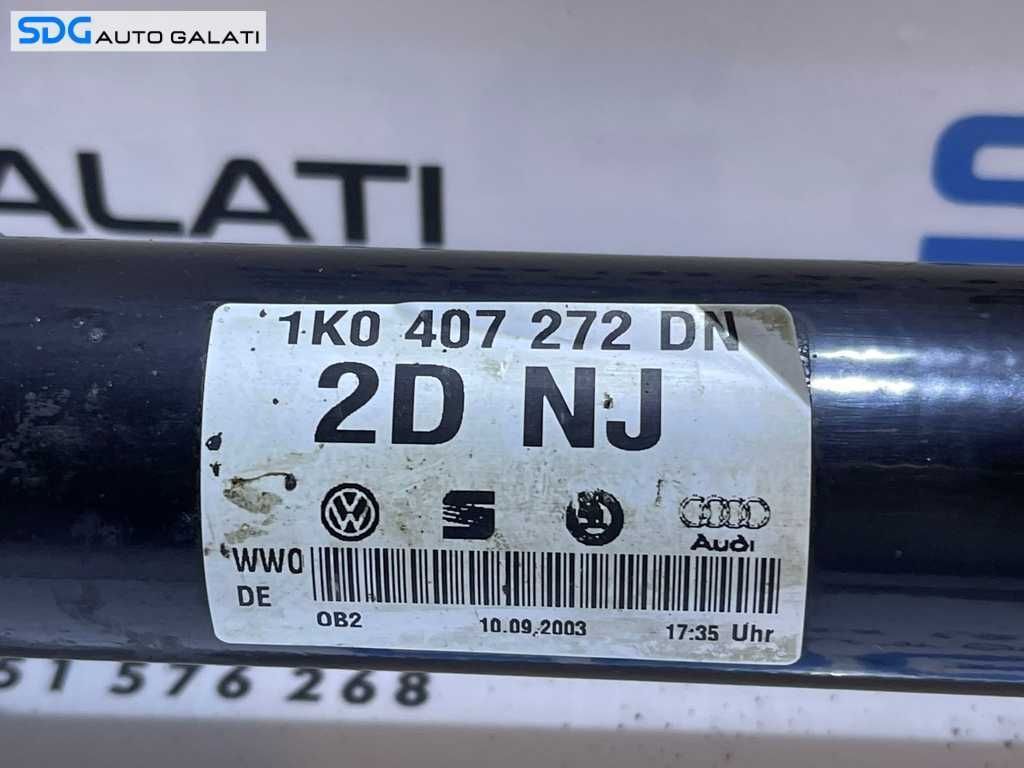 SDG AUTO GALATI
GALATI
1K0 407 272 DN
2D NJ
Audi
WW0
DE
0B2 10.09.2003 17:35 Uhr
51 576 268